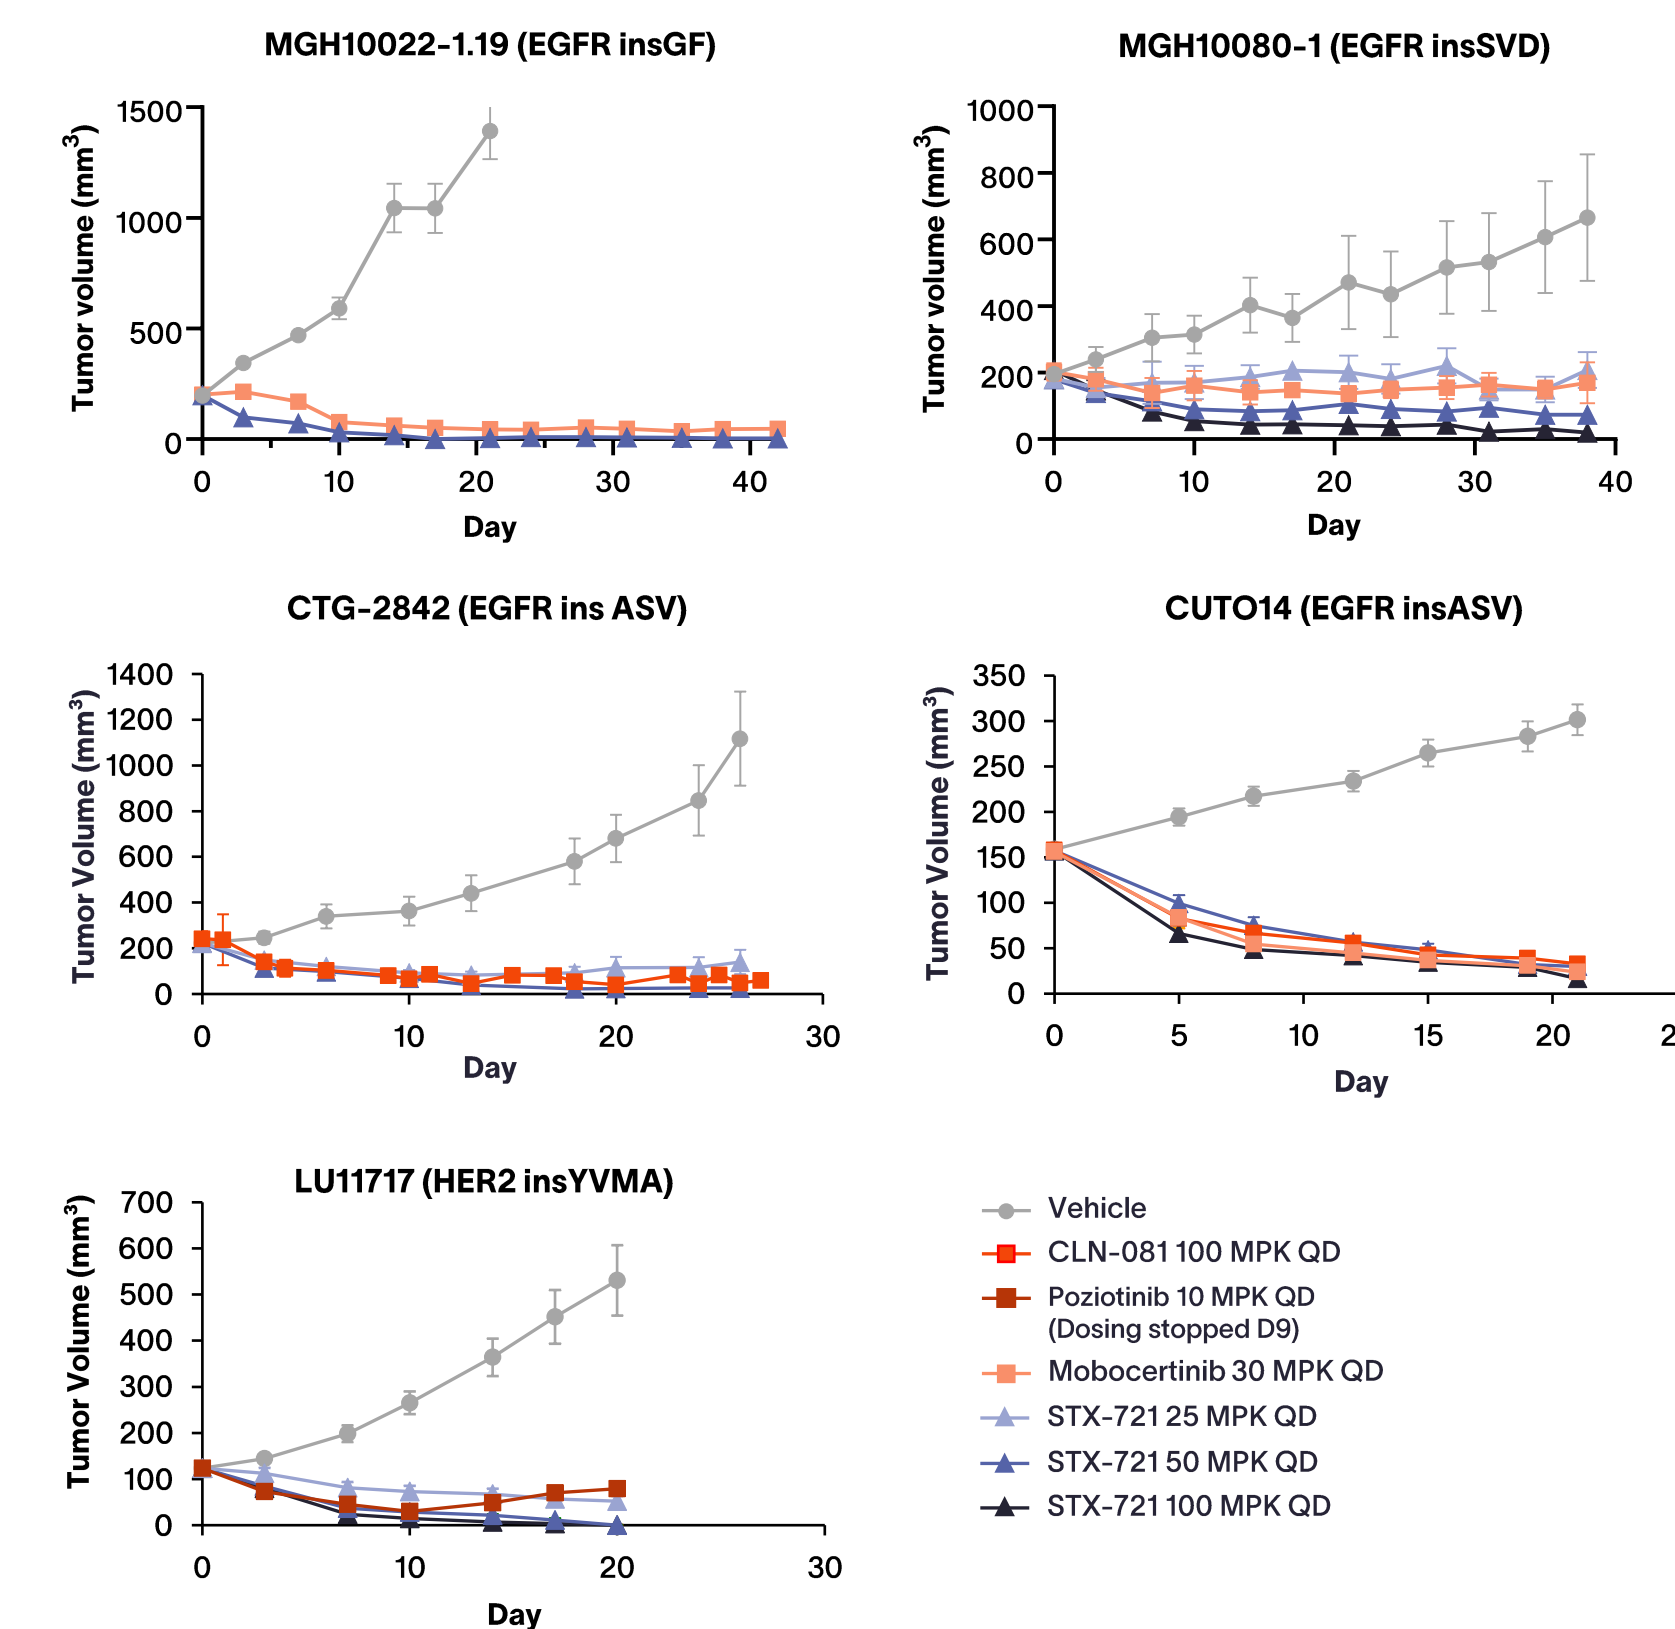 MGH10022-1.19 (EGFR insGF)
Tumor volume (mm³)
1500
1000
500
0
0 10 20 30 40
Day
MGH10080-1 (EGFR insSVD)
Tumor volume (mm³)
1000
800
600
400
200
0
0 10 20 30 40
Day
CTG-2842 (EGFR ins ASV)
Tumor Volume (mm³)
1400
1200
1000
800
600
400
200
0
0 10 20 30
Day
CUTO14 (EGFR insASV)
Tumor Volume (mm³)
350
300
250
200
150
100
50
0
0 5 10 15 20 2
Day
LU11717 (HER2 insYVMA)
Tumor Volume (mm³)
700
600
500
400
300
200
100
0
0 10 20 30
Day
Vehicle
CLN-081 100 MPK QD
Poziotinib 10 MPK QD
(Dosing stopped D9)
Mobocertinib 30 MPK QD
STX-721 25 MPK QD
STX-721 50 MPK QD
STX-721 100 MPK QD